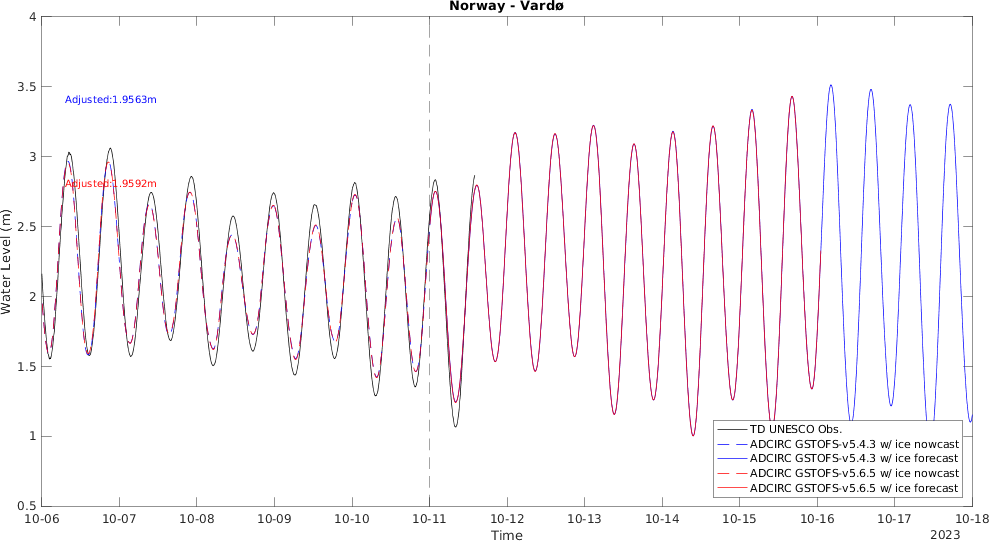 Norway - Vardø
4
3.5
3
2.5
2
1.5
1
0.5
Water Level (m)
Adjusted:1.9563m
Adjusted:1.9592m
TD UNESCO Obs.
ADCIRC GSTOFS-v5.4.3 w/ ice nowcast
ADCIRC GSTOFS-v5.4.3 w/ ice forecast
ADCIRC GSTOFS-v5.6.5 w/ ice nowcast
ADCIRC GSTOFS-v5.6.5 w/ ice forecast
10-06 10-07 10-08 10-09 10-10 10-11 10-12 10-13 10-14 10-15 10-16 10-17 10-18
Time
2023